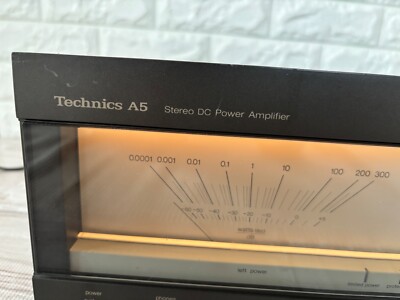 Technics A5 Stereo DC Power Amplifier
0.0001 0.001 0.01 0.1 1 10 100 200 300
left power
power phones